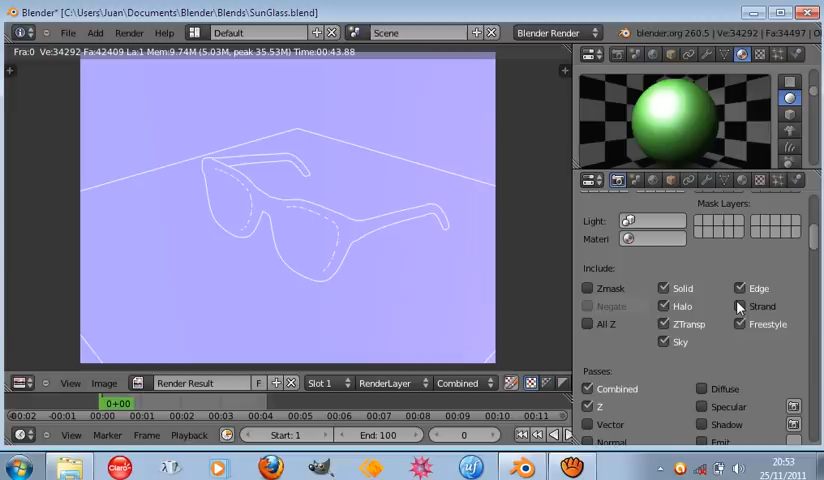 Blender* [C:\Users\Juan\Documents\Blender\Blends\SunGlass.blend]
File Add Render Help Default Scene Blender Render blender.org 260.5 | Ve:34292 | Fa:34497 | O
Fra:0 Ve:34292 Fa:42409 La:1 Mem:9.74M (5.03M, peak 35.53M) Time:00:43.88
Mask Layers:
Light:
Materi
Include:
Zmask Solid Edge
Negate Halo Strand
All Z ZTransp Freestyle
Sky
Passes:
Combined Diffuse
Z Specular
Vector Shadow
Normal Emit
View Image Render Result F Slot 1 RenderLayer Combined
0+00
-00:02 -00:01 00:00 00:01 00:02 00:03 00:04 00:05 00:06 00:07 00:08 00:09 00:10 00:11
View Marker Frame Playback Start: 1 End: 100 0
Claro uf
20:53
25/11/2011